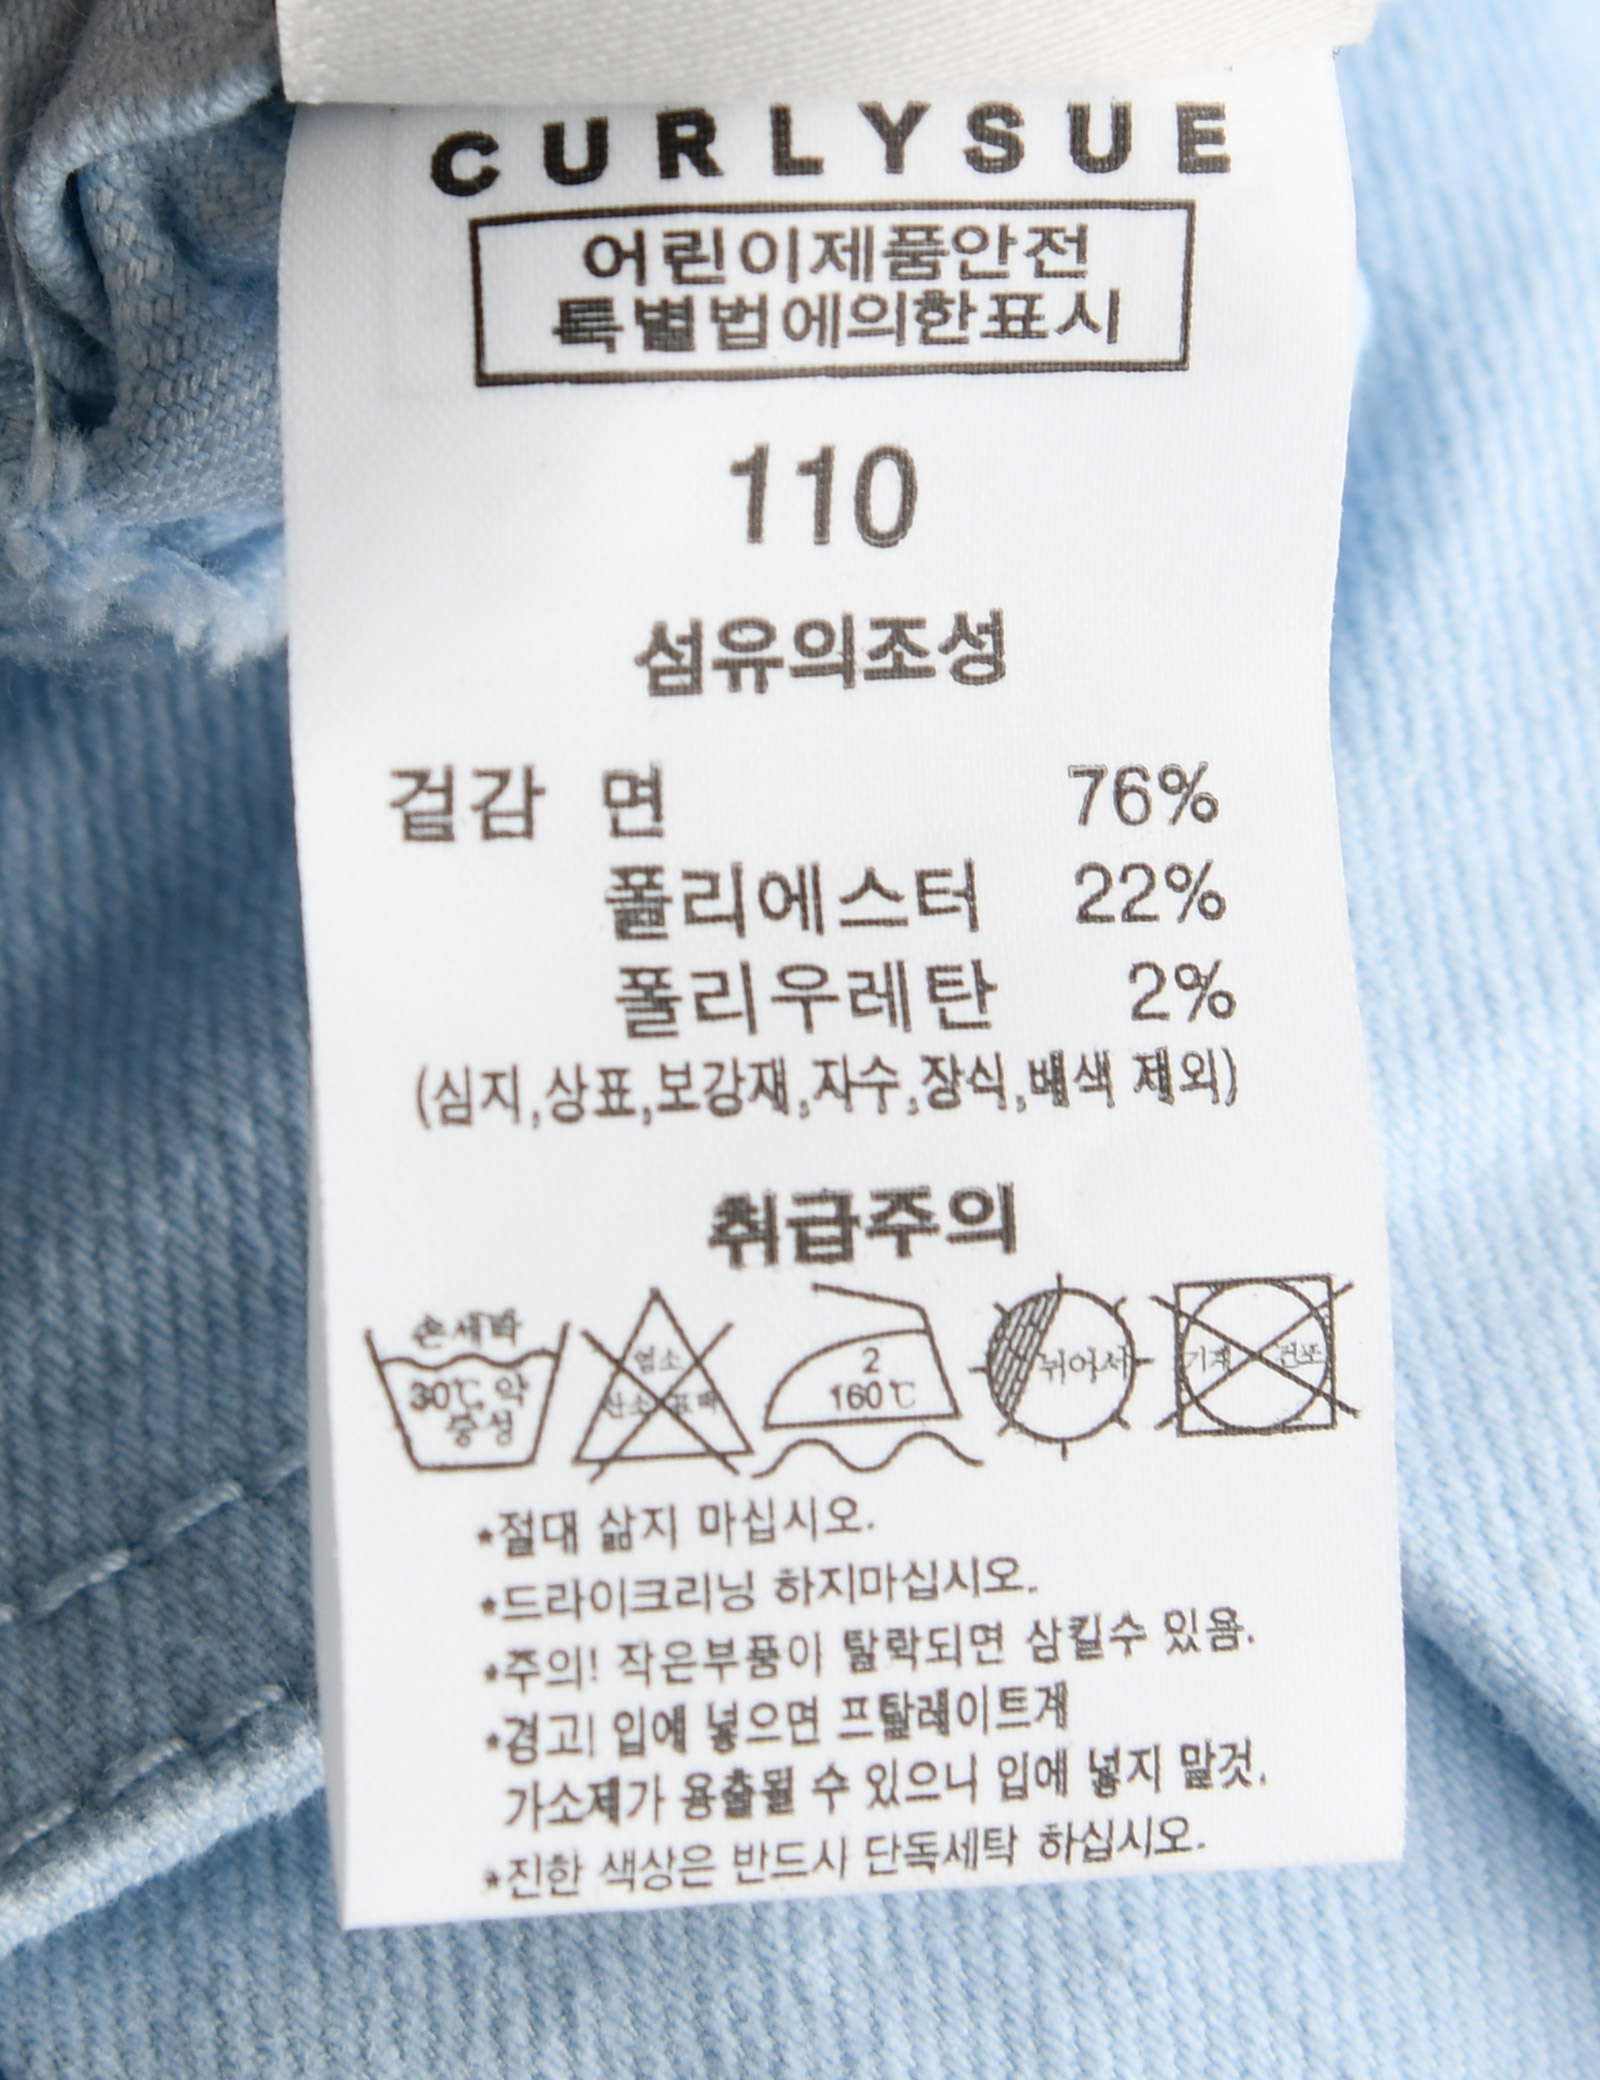 CURLYSUE
어린이제품안전
특별법에의한표시
110
섬유의조성
겉감 면 76%
폴리에스터 22%
폴리우레탄 2%
(심지,상표,보강재,자수,장식,배색 제외)
취급주의
손세탁
30℃,약
중성
염소
산소 표백
2
160℃
뉘어서
기계 건조
*절대 삶지 마십시오.
*드라이크리닝 하지마십시오.
*주의! 작은부품이 탈락되면 삼킬수 있음.
*경고! 입에 넣으면 프탈레이트계
가소제가 용출될 수 있으니 입에 넣지 말것.
*진한 색상은 반드시 단독세탁 하십시오.